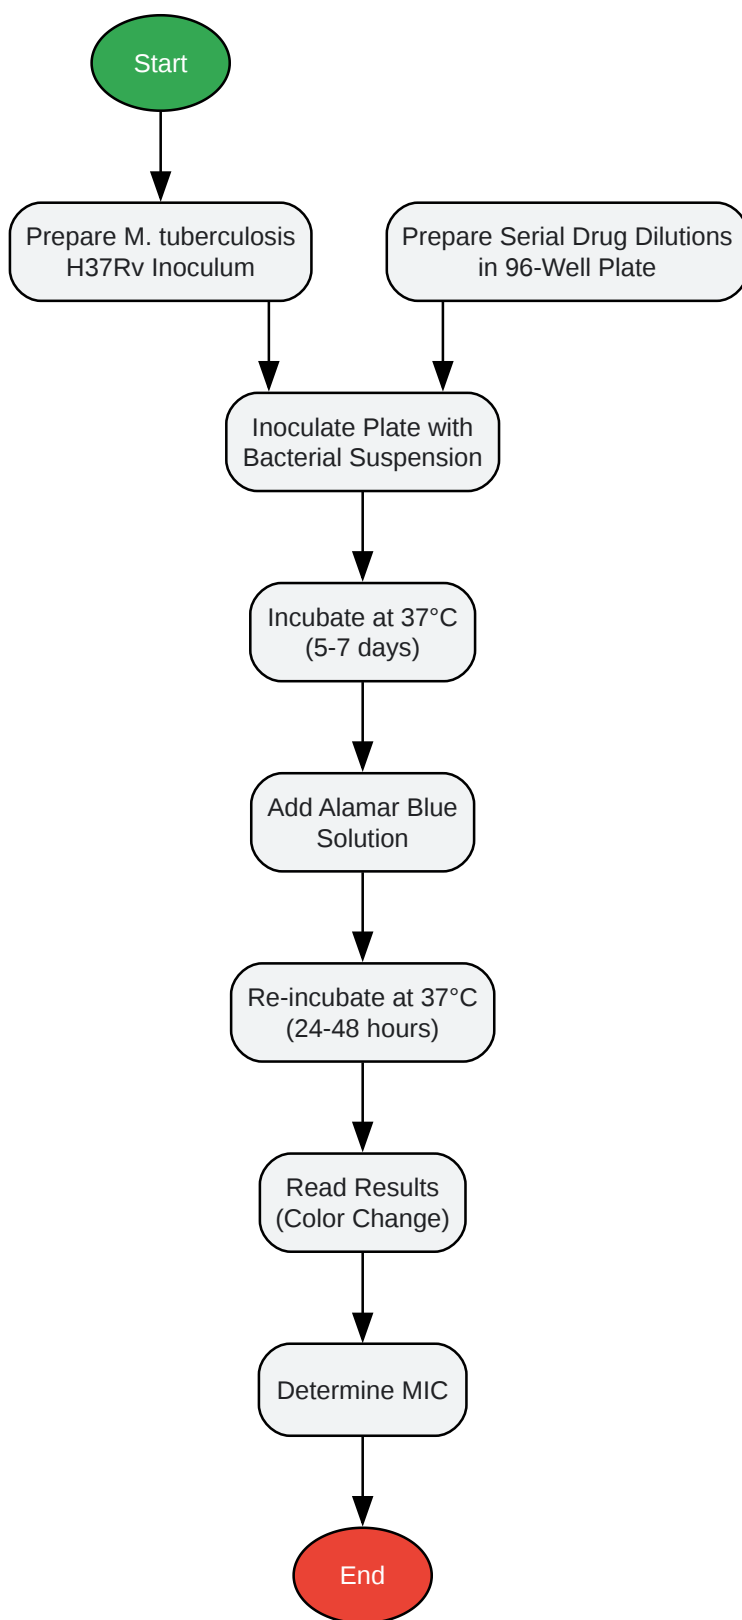 Start
Prepare M. tuberculosis
H37Rv Inoculum
Prepare Serial Drug Dilutions
in 96-Well Plate
Inoculate Plate with
Bacterial Suspension
Incubate at 37°C
(5-7 days)
Add Alamar Blue
Solution
Re-incubate at 37°C
(24-48 hours)
Read Results
(Color Change)
Determine MIC
End